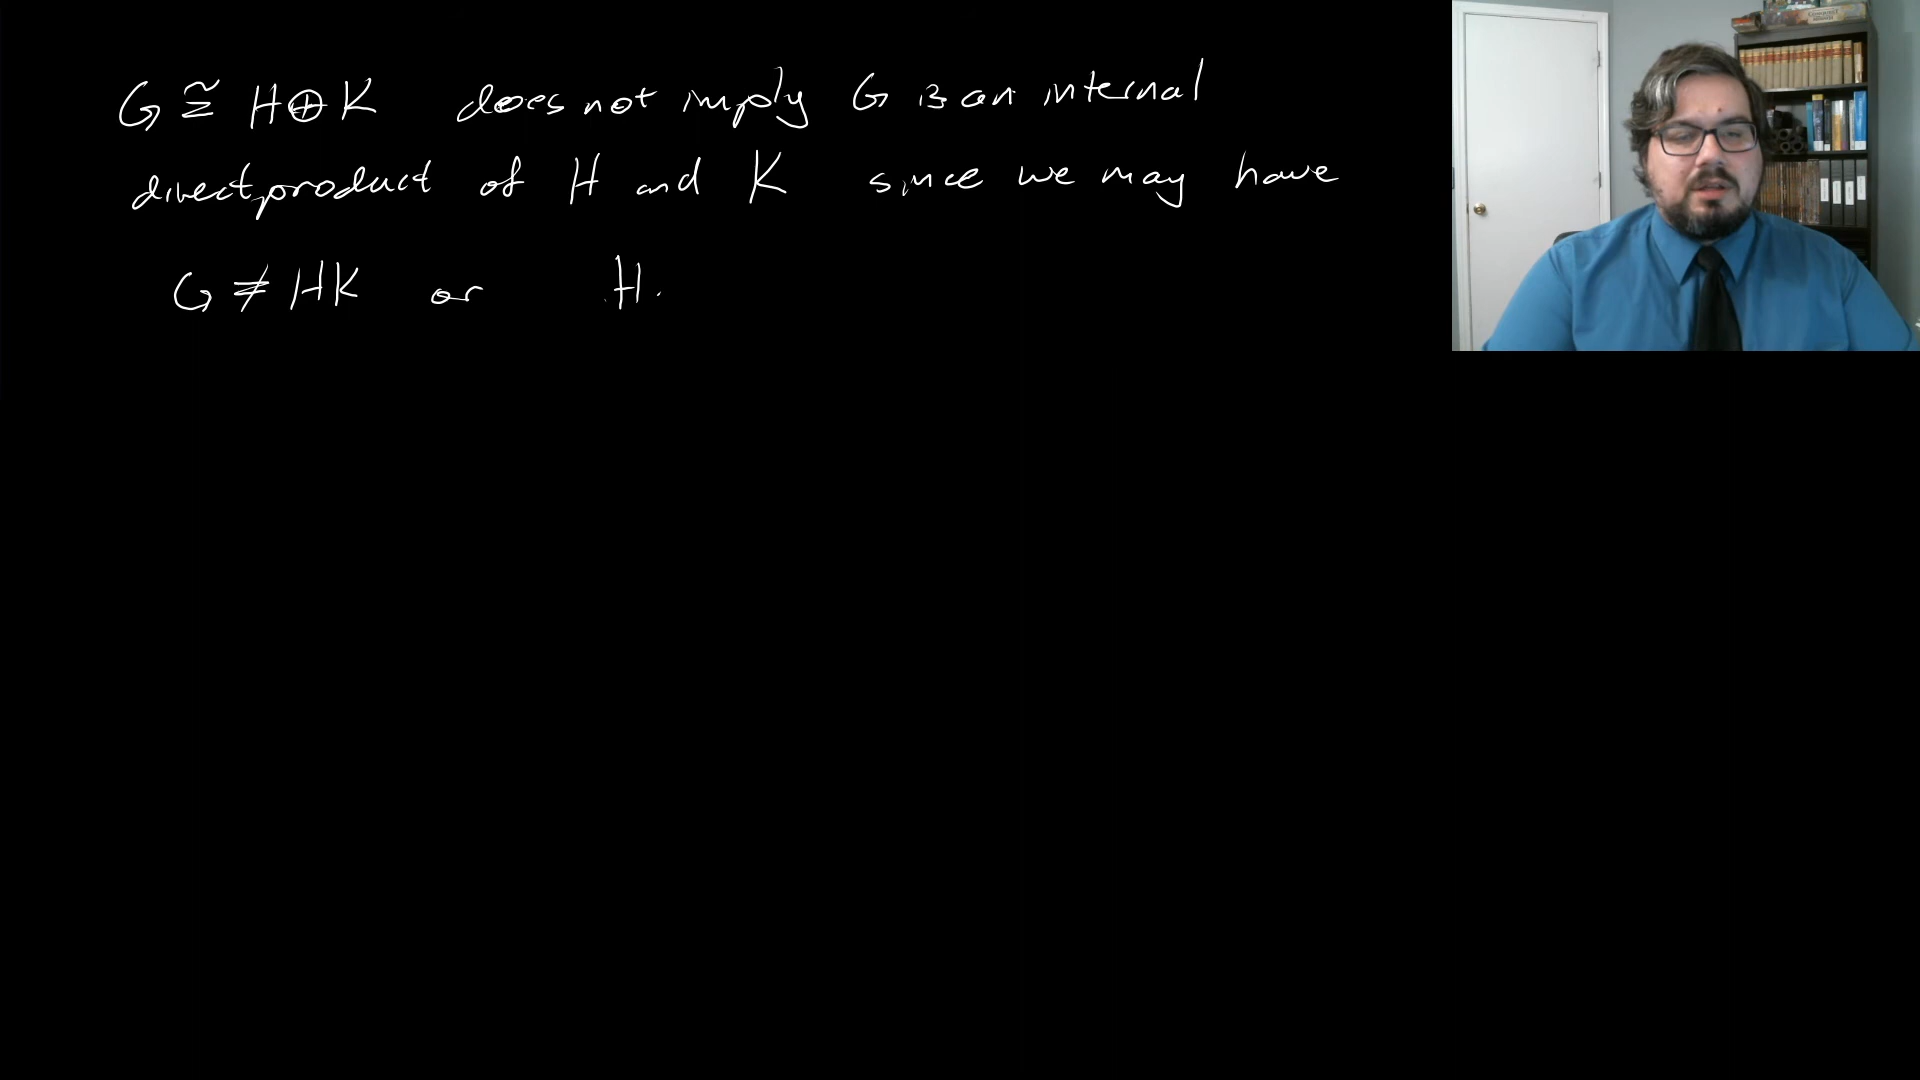 G ≅ H⊕K does not imply G is an internal
direct product of H and K since we may have
G ≠ HK or H